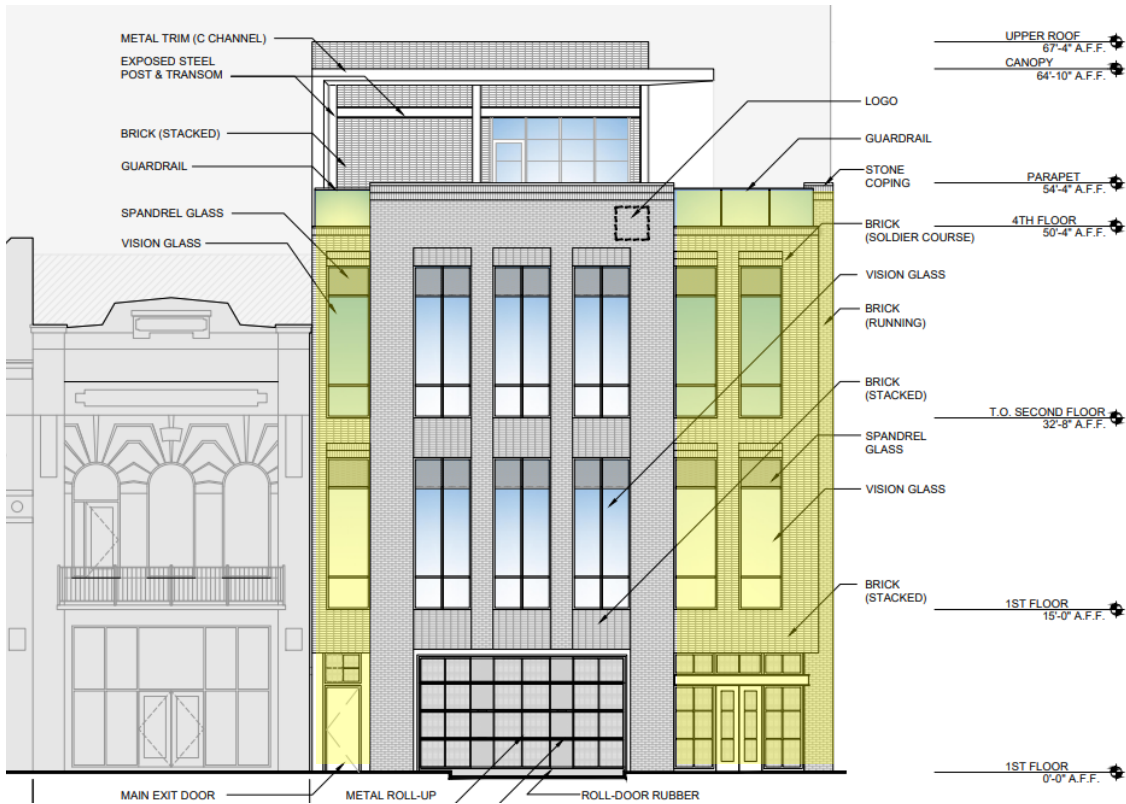 METAL TRIM (C CHANNEL)
EXPOSED STEEL
POST & TRANSOM
BRICK (STACKED)
GUARDRAIL
SPANDREL GLASS
VISION GLASS
MAIN EXIT DOOR
METAL ROLL-UP
ROLL-DOOR RUBBER
LOGO
GUARDRAIL
STONE
COPING
BRICK
(SOLDIER COURSE)
VISION GLASS
BRICK
(RUNNING)
BRICK
(STACKED)
SPANDREL
GLASS
VISION GLASS
BRICK
(STACKED)
UPPER ROOF
67'-4" A.F.F.
CANOPY
64'-10" A.F.F.
PARAPET
54'-4" A.F.F.
4TH FLOOR
50'-4" A.F.F.
T.O. SECOND FLOOR
32'-8" A.F.F.
1ST FLOOR
15'-0" A.F.F.
1ST FLOOR
0'-0" A.F.F.